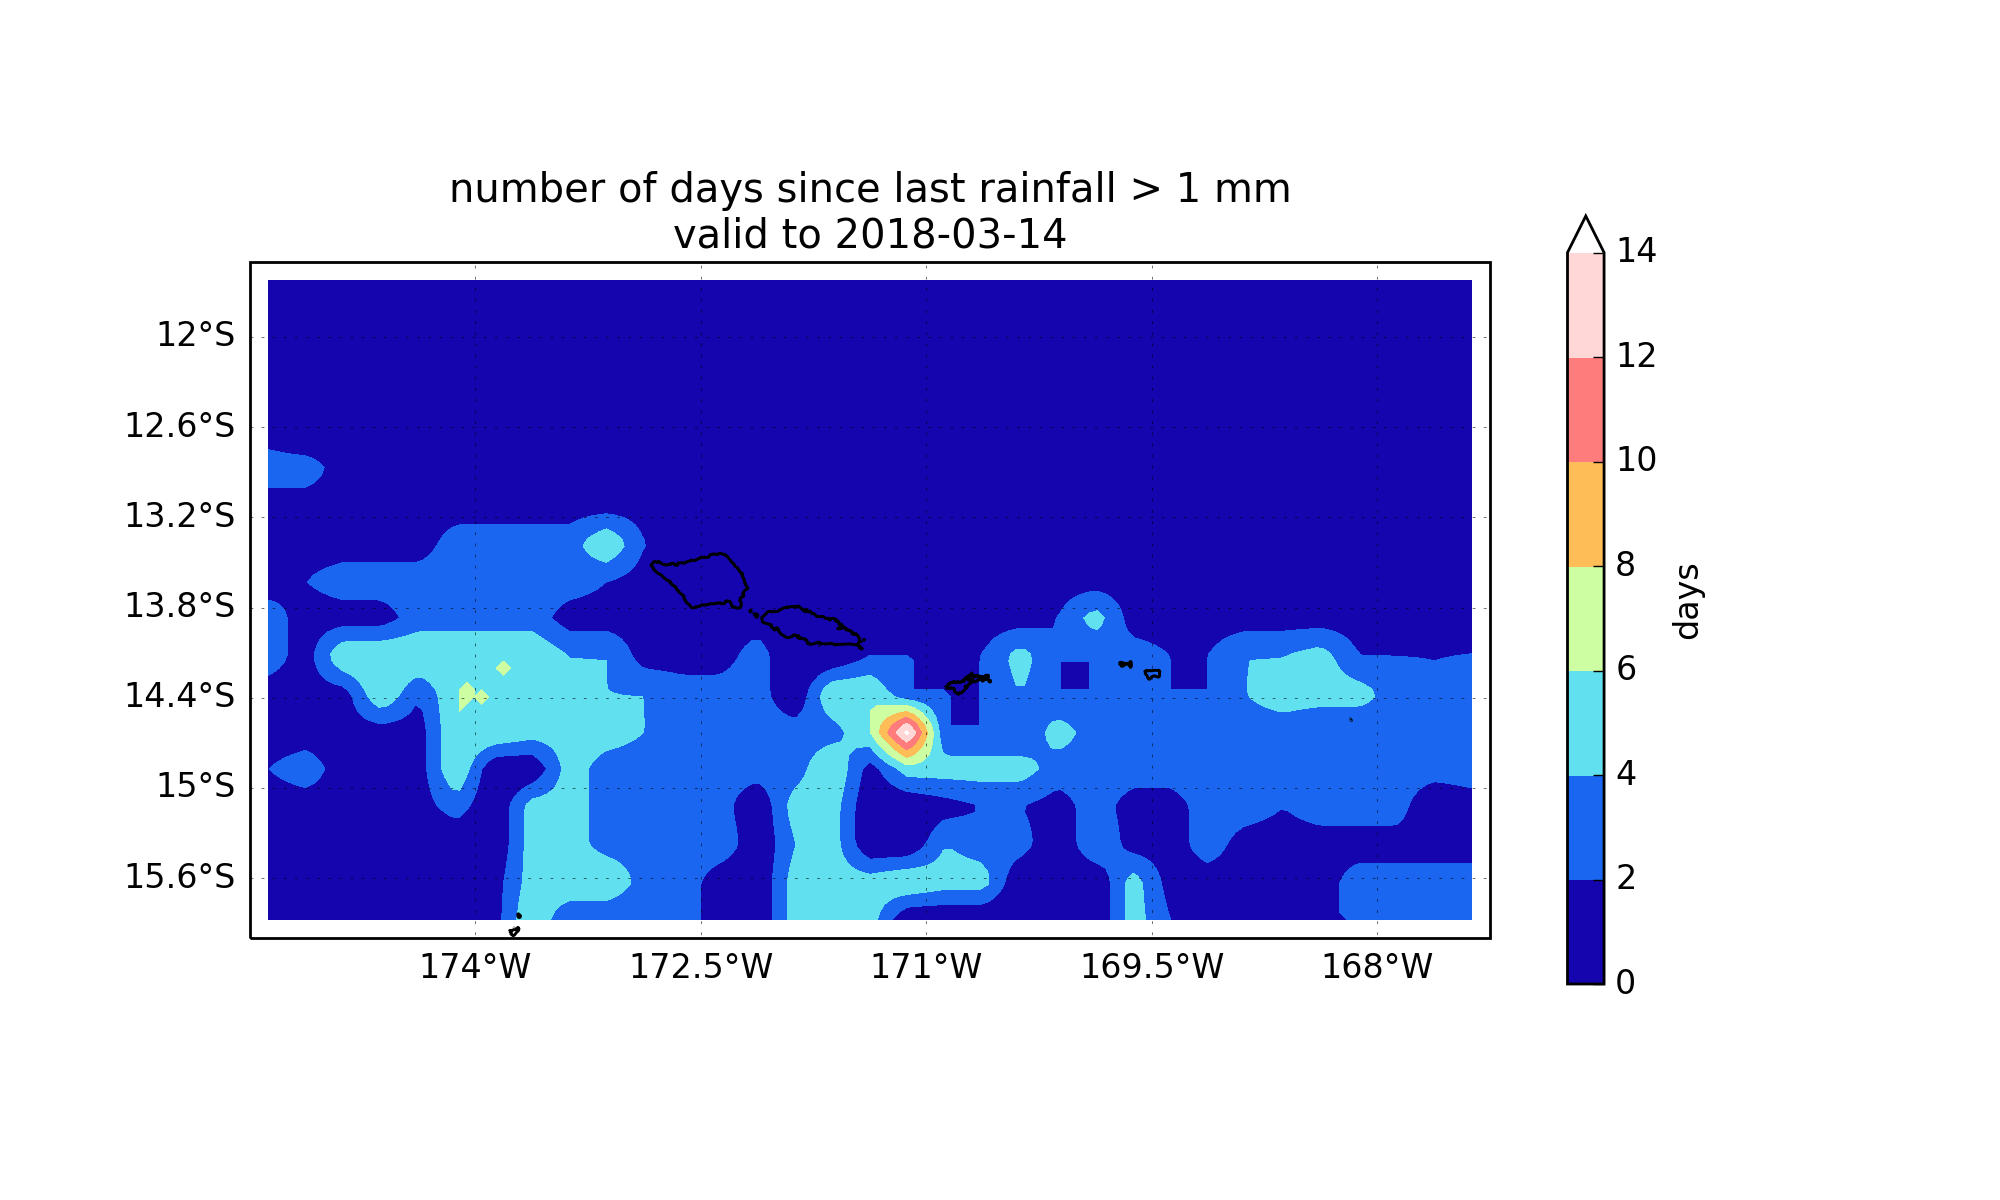 number of days since last rainfall > 1 mm
valid to 2018-03-14
12°S
12.6°S
13.2°S
13.8°S
14.4°S
15°S
15.6°S
174°W
172.5°W
171°W
169.5°W
168°W
14
12
10
8
6
4
2
0
days